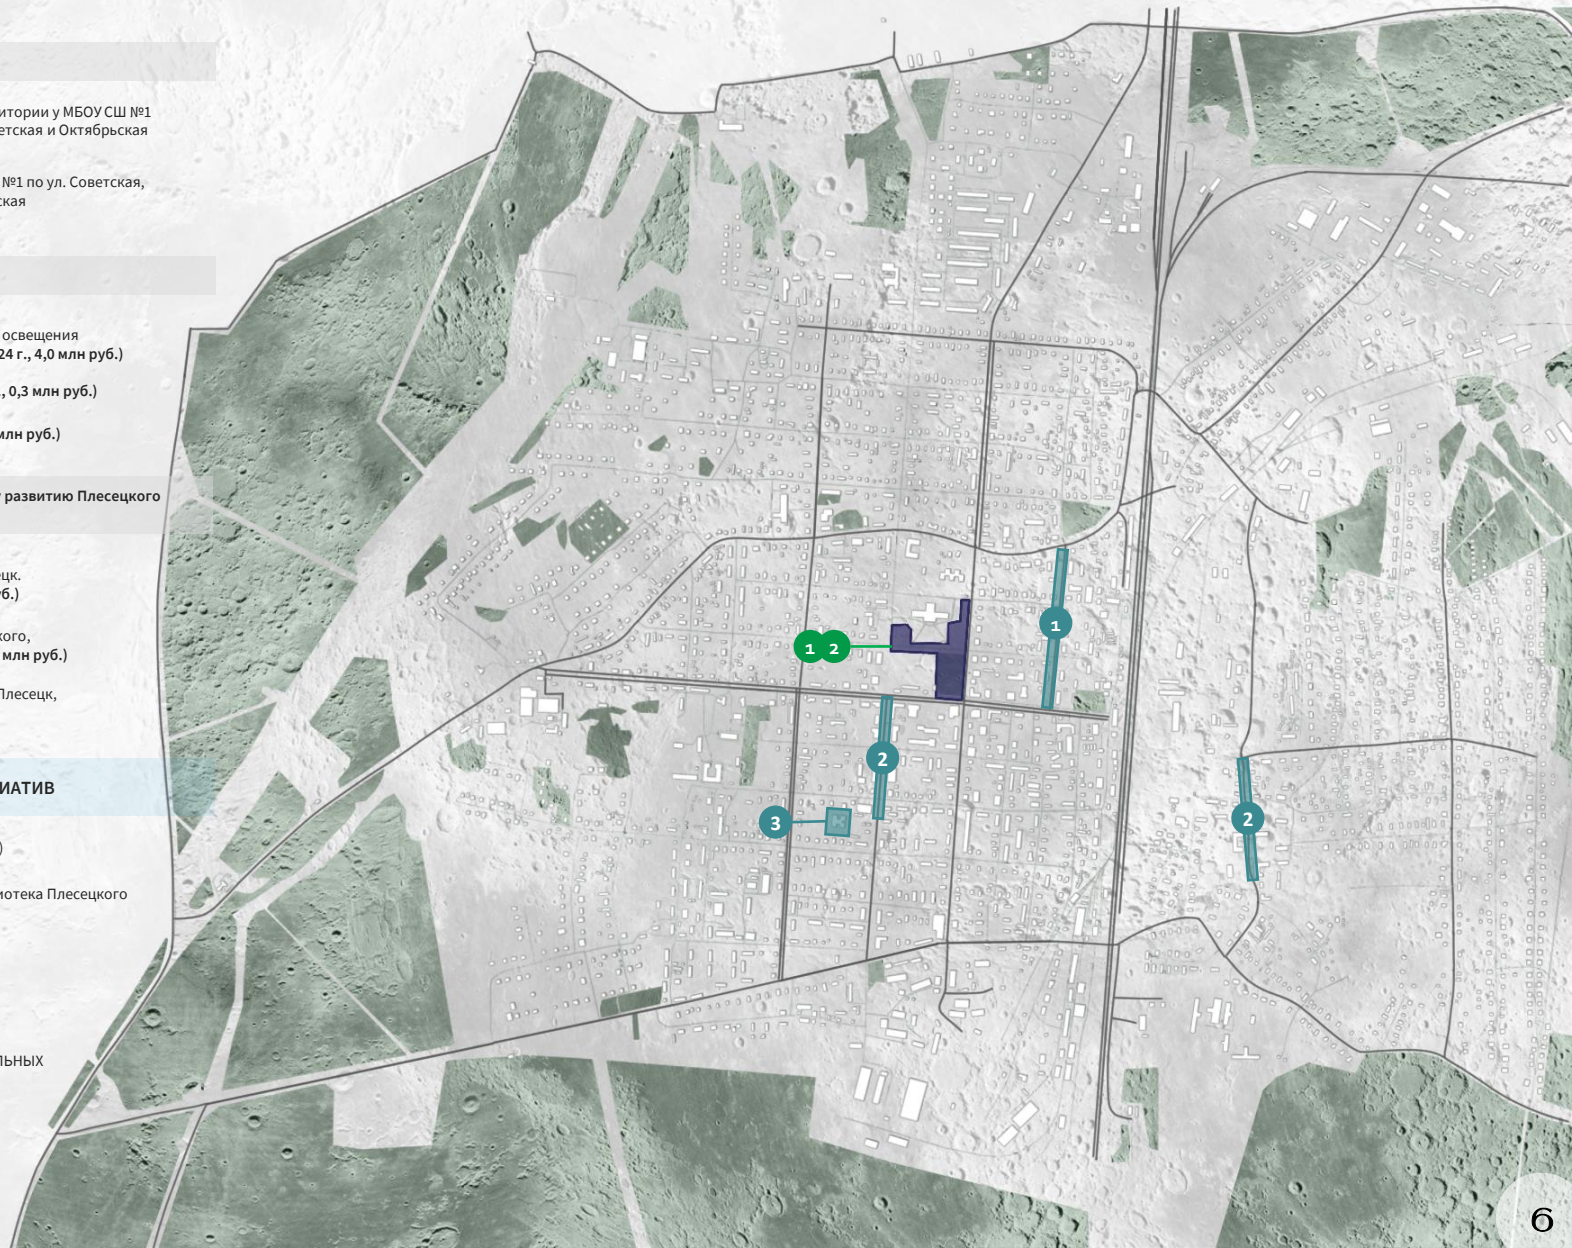 итории у МБОУ СШ №1
етская и Октябрьская
№1 по ул. Советская,
ская
освещения
24 г., 4,0 млн руб.)
., 0,3 млн руб.)
млн руб.)
у развитию Плесецкого
ецк.
уб.)
кого,
млн руб.)
Плесецк,
ИАТИВ
)
иотека Плесецкого
ЛЬНЫХ
1
1 2
2
3
2
6